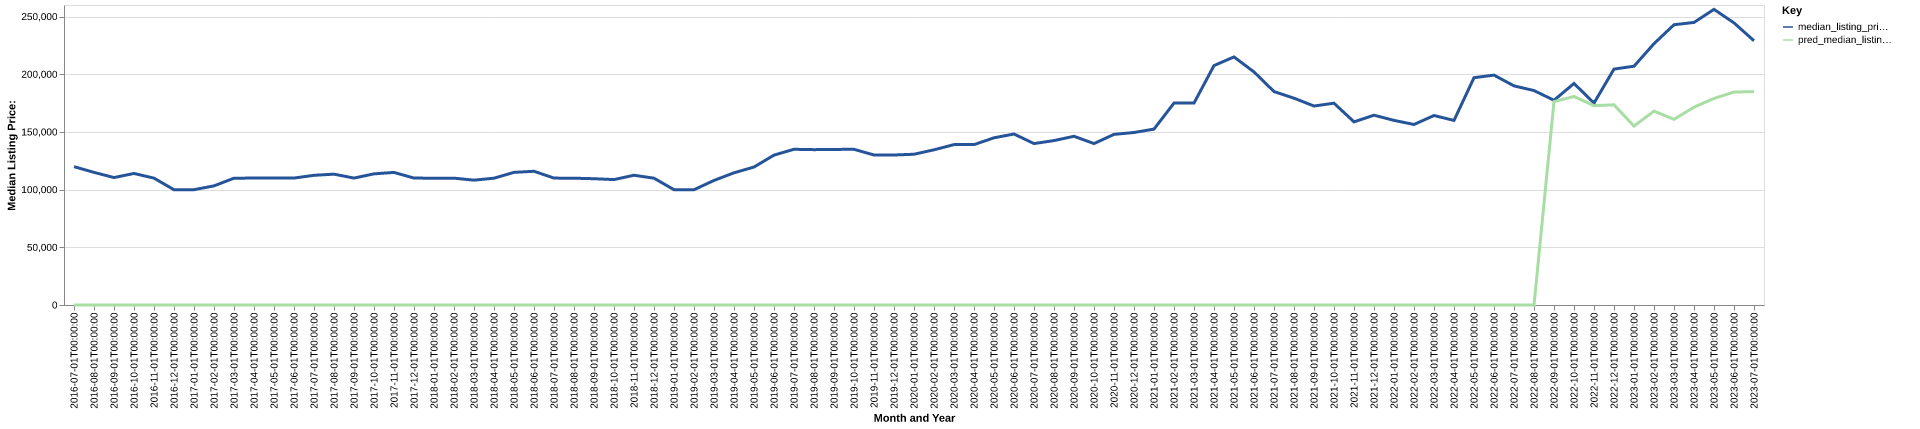 Median Listing Price:
250,000
200,000
150,000
100,000
50,000
0
2016-07-01T00:00:00
2016-08-01T00:00:00
2016-09-01T00:00:00
2016-10-01T00:00:00
2016-11-01T00:00:00
2016-12-01T00:00:00
2017-01-01T00:00:00
2017-02-01T00:00:00
2017-03-01T00:00:00
2017-04-01T00:00:00
2017-05-01T00:00:00
2017-06-01T00:00:00
2017-07-01T00:00:00
2017-08-01T00:00:00
2017-09-01T00:00:00
2017-10-01T00:00:00
2017-11-01T00:00:00
2017-12-01T00:00:00
2018-01-01T00:00:00
2018-02-01T00:00:00
2018-03-01T00:00:00
2018-04-01T00:00:00
2018-05-01T00:00:00
2018-06-01T00:00:00
2018-07-01T00:00:00
2018-08-01T00:00:00
2018-09-01T00:00:00
2018-10-01T00:00:00
2018-11-01T00:00:00
2018-12-01T00:00:00
2019-01-01T00:00:00
2019-02-01T00:00:00
2019-03-01T00:00:00
2019-04-01T00:00:00
2019-05-01T00:00:00
2019-06-01T00:00:00
2019-07-01T00:00:00
2019-08-01T00:00:00
2019-09-01T00:00:00
2019-10-01T00:00:00
2019-11-01T00:00:00
2019-12-01T00:00:00
2020-01-01T00:00:00
2020-02-01T00:00:00
2020-03-01T00:00:00
2020-04-01T00:00:00
2020-05-01T00:00:00
2020-06-01T00:00:00
2020-07-01T00:00:00
2020-08-01T00:00:00
2020-09-01T00:00:00
2020-10-01T00:00:00
2020-11-01T00:00:00
2020-12-01T00:00:00
2021-01-01T00:00:00
2021-02-01T00:00:00
2021-03-01T00:00:00
2021-04-01T00:00:00
2021-05-01T00:00:00
2021-06-01T00:00:00
2021-07-01T00:00:00
2021-08-01T00:00:00
2021-09-01T00:00:00
2021-10-01T00:00:00
2021-11-01T00:00:00
2021-12-01T00:00:00
2022-01-01T00:00:00
2022-02-01T00:00:00
2022-03-01T00:00:00
2022-04-01T00:00:00
2022-05-01T00:00:00
2022-06-01T00:00:00
2022-07-01T00:00:00
2022-08-01T00:00:00
2022-09-01T00:00:00
2022-10-01T00:00:00
2022-11-01T00:00:00
2022-12-01T00:00:00
2023-01-01T00:00:00
2023-02-01T00:00:00
2023-03-01T00:00:00
2023-04-01T00:00:00
2023-05-01T00:00:00
2023-06-01T00:00:00
2023-07-01T00:00:00
Month and Year
Key
median_listing_pri…
pred_median_listin…